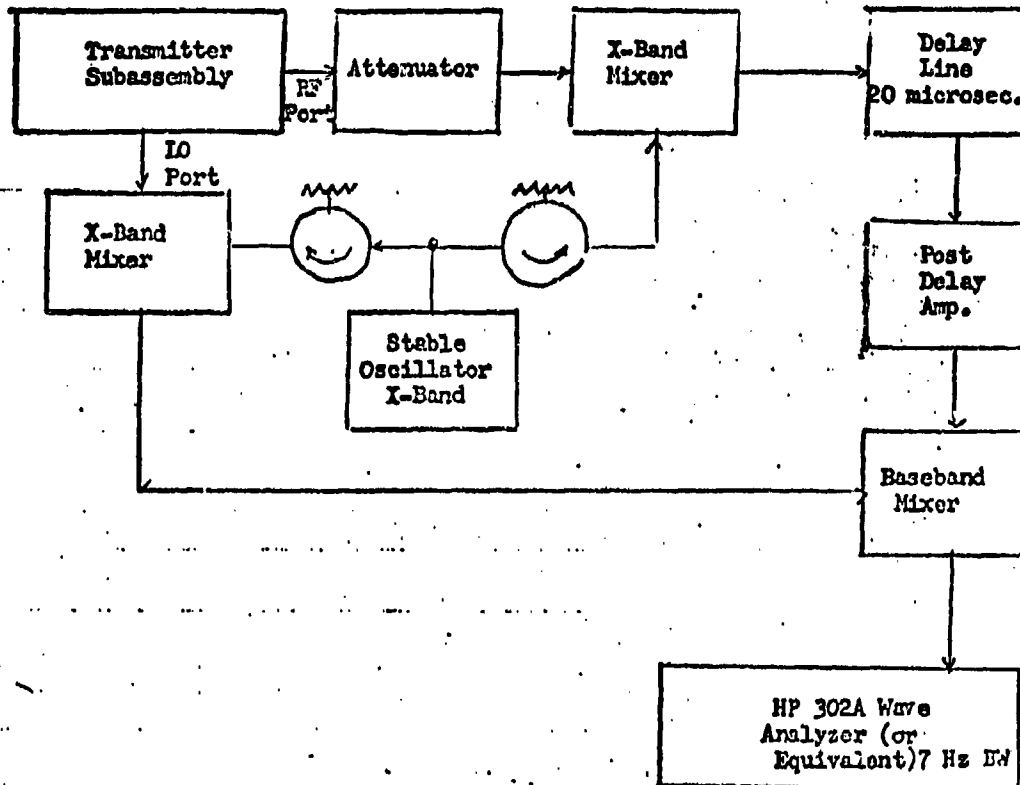 Transmitter
Subassembly
RF
Port
Attenuator
X-Band
Mixer
Delay
Line
20 microsec.
LO
Port
X-Band
Mixer
Stable
Oscillator
X-Band
Post
Delay
Amp.
Baseband
Mixer
HP 302A Wave
Analyzer (or
Equivalent)7 Hz BW